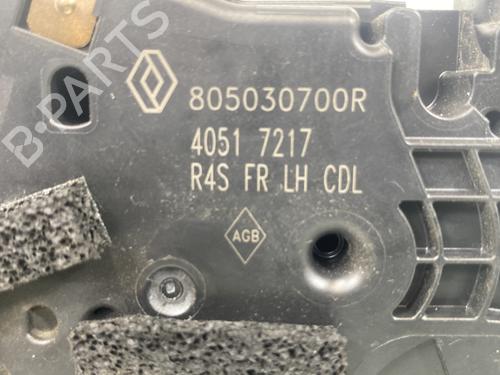 B-PARTS
805030700R
4051 7217
R4S FR LH CDL
AGB